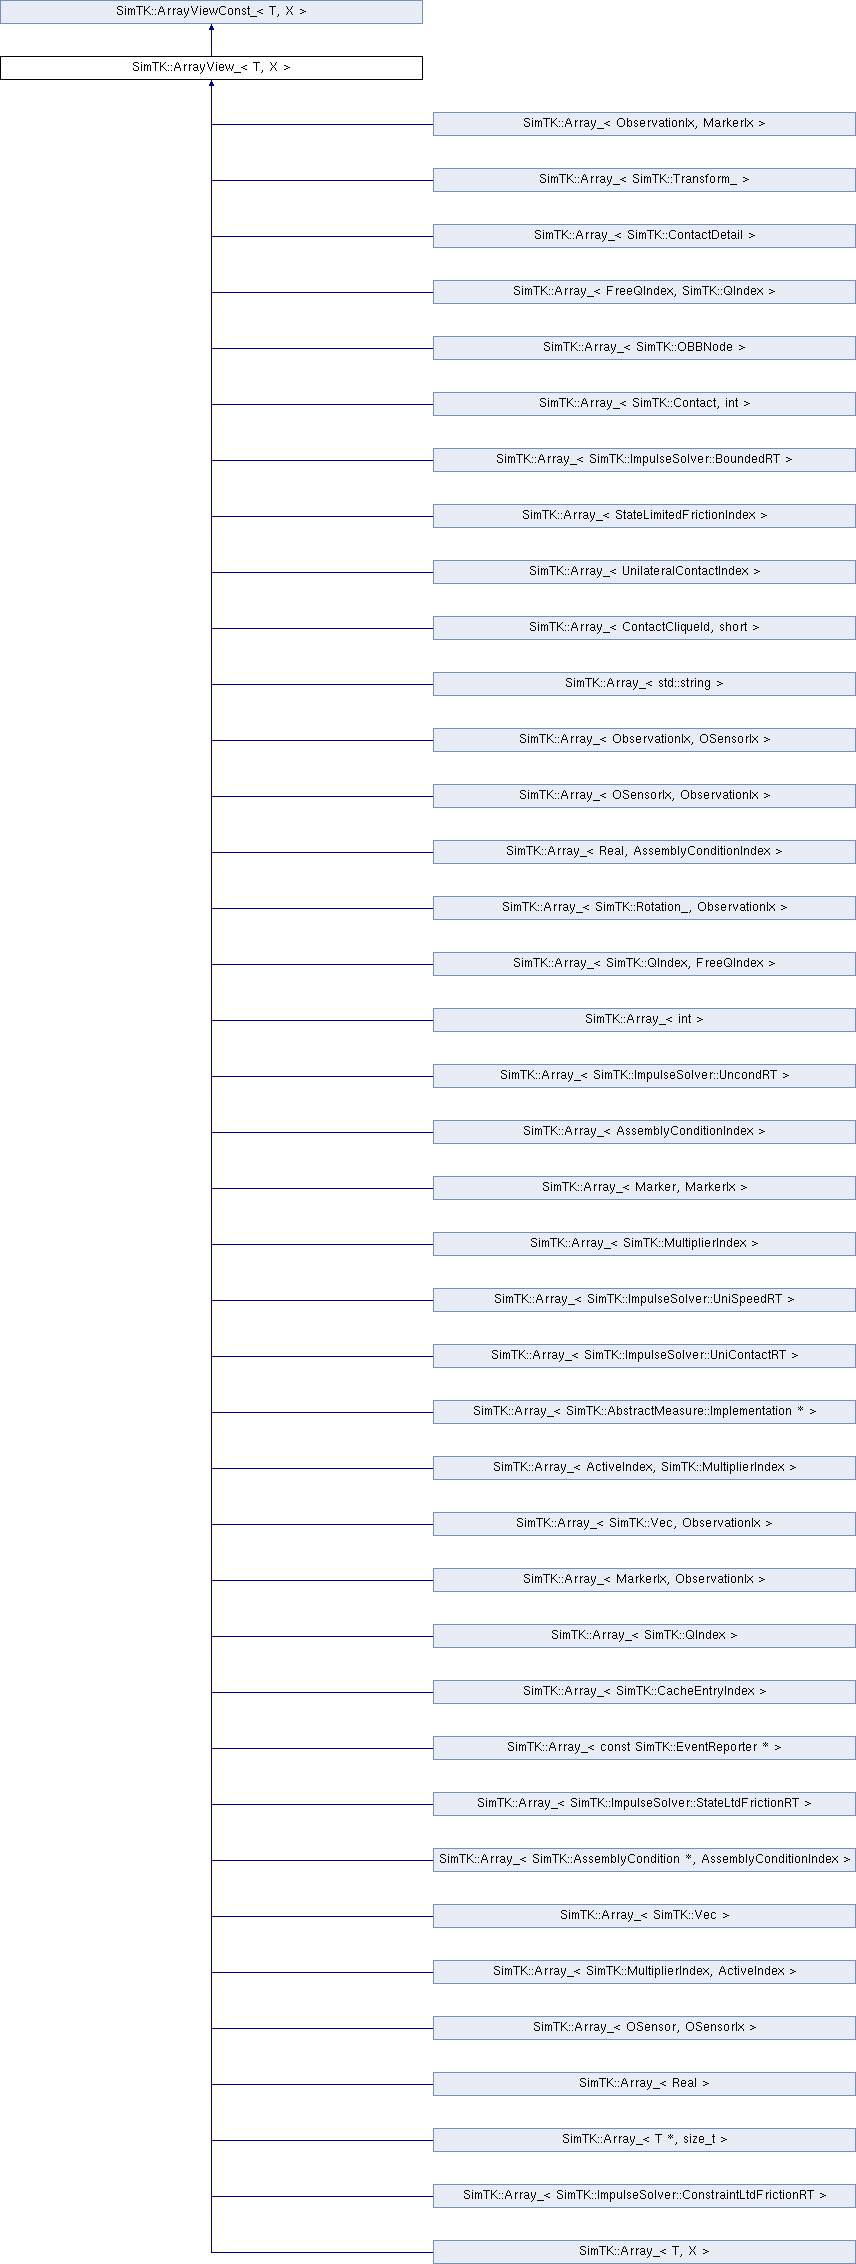 SimTK::ArrayViewConst_< T, X >
SimTK::ArrayView_< T, X >
SimTK::Array_< ObservationIx, MarkerIx >
SimTK::Array_< SimTK::Transform_ >
SimTK::Array_< SimTK::ContactDetail >
SimTK::Array_< FreeQIndex, SimTK::QIndex >
SimTK::Array_< SimTK::OBBNode >
SimTK::Array_< SimTK::Contact, int >
SimTK::Array_< SimTK::ImpulseSolver::BoundedRT >
SimTK::Array_< StateLimitedFrictionIndex >
SimTK::Array_< UnilateralContactIndex >
SimTK::Array_< ContactCliqueId, short >
SimTK::Array_< std::string >
SimTK::Array_< ObservationIx, OSensorIx >
SimTK::Array_< OSensorIx, ObservationIx >
SimTK::Array_< Real, AssemblyConditionIndex >
SimTK::Array_< SimTK::Rotation_, ObservationIx >
SimTK::Array_< SimTK::QIndex, FreeQIndex >
SimTK::Array_< int >
SimTK::Array_< SimTK::ImpulseSolver::UncondRT >
SimTK::Array_< AssemblyConditionIndex >
SimTK::Array_< Marker, MarkerIx >
SimTK::Array_< SimTK::MultiplierIndex >
SimTK::Array_< SimTK::ImpulseSolver::UniSpeedRT >
SimTK::Array_< SimTK::ImpulseSolver::UniContactRT >
SimTK::Array_< SimTK::AbstractMeasure::Implementation * >
SimTK::Array_< ActiveIndex, SimTK::MultiplierIndex >
SimTK::Array_< SimTK::Vec, ObservationIx >
SimTK::Array_< MarkerIx, ObservationIx >
SimTK::Array_< SimTK::QIndex >
SimTK::Array_< SimTK::CacheEntryIndex >
SimTK::Array_< const SimTK::EventReporter * >
SimTK::Array_< SimTK::ImpulseSolver::StateLtdFrictionRT >
SimTK::Array_< SimTK::AssemblyCondition *, AssemblyConditionIndex >
SimTK::Array_< SimTK::Vec >
SimTK::Array_< SimTK::MultiplierIndex, ActiveIndex >
SimTK::Array_< OSensor, OSensorIx >
SimTK::Array_< Real >
SimTK::Array_< T *, size_t >
SimTK::Array_< SimTK::ImpulseSolver::ConstraintLtdFrictionRT >
SimTK::Array_< T, X >